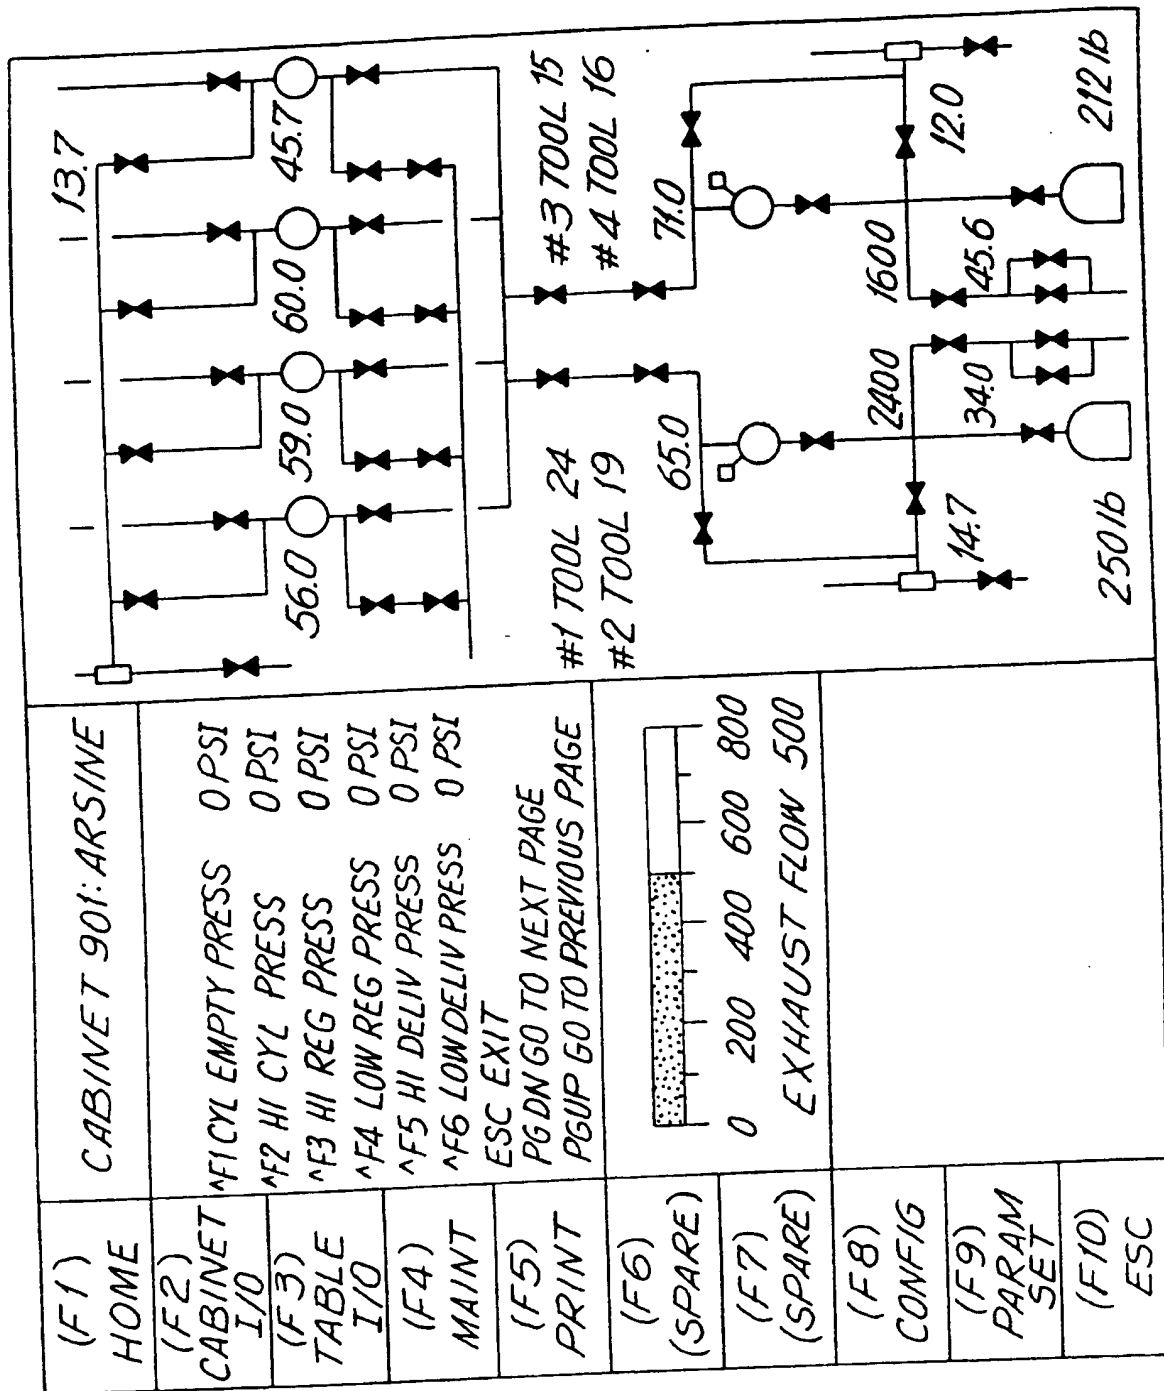 (F1)
HOME
(F2)
CABINET
I/O
(F3)
TABLE
I/O
(F4)
MAINT
(F5)
PRINT
(F6)
(SPARE)
(F7)
(SPARE)
(F8)
CONFIG
(F9)
PARAM
SET
(F10)
ESC
CABINET 901: ARSINE
^F1 CYL EMPTY PRESS 0 PSI
^F2 HI CYL PRESS 0 PSI
^F3 HI REG PRESS 0 PSI
^F4 LOW REG PRESS 0 PSI
^F5 HI DELIV PRESS 0 PSI
^F6 LOW DELIV PRESS 0 PSI
ESC EXIT
PG DN GO TO NEXT PAGE
PGUP GO TO PREVIOUS PAGE
0 200 400 600 800
EXHAUST FLOW 500
13.7
56.0 59.0 60.0 45.7
#1 TOOL 24
#2 TOOL 19
#3 TOOL 15
#4 TOOL 16
65.0 71.0
2400 1600
14.7 34.0 45.6 12.0
250 lb 212 lb